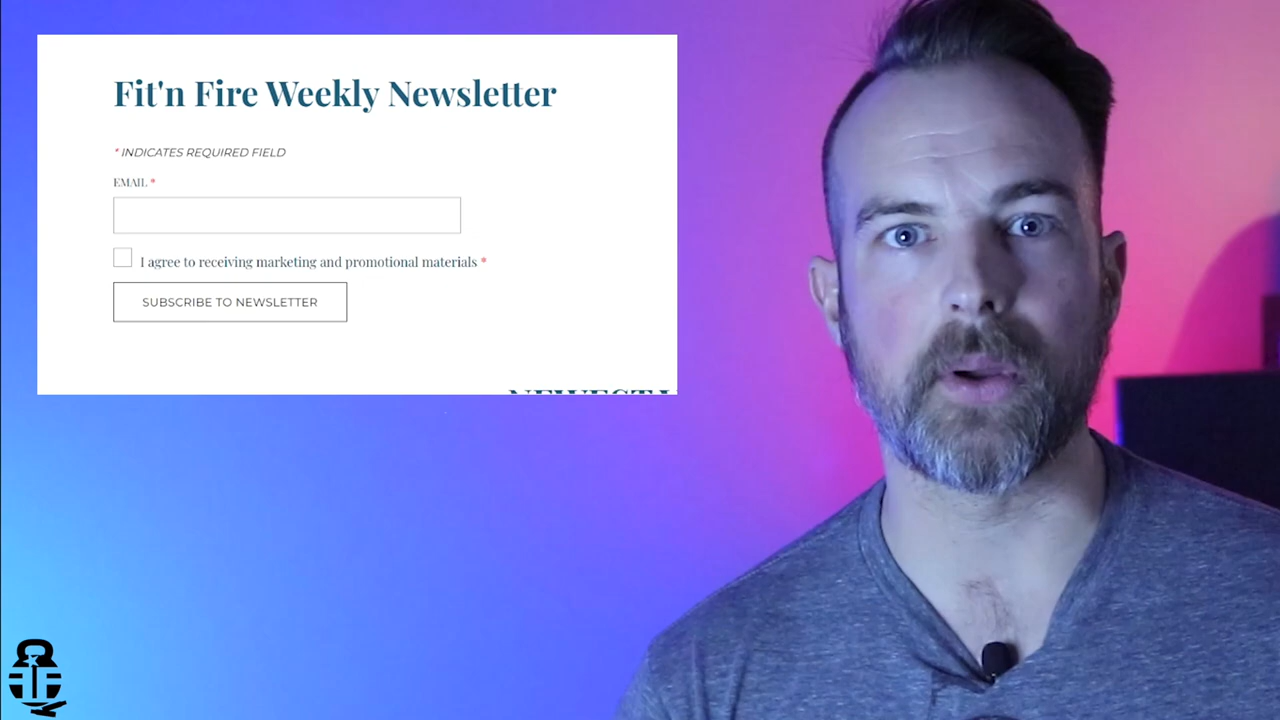 Fit'n Fire Weekly Newsletter
* INDICATES REQUIRED FIELD
EMAIL *
I agree to receiving marketing and promotional materials *
SUBSCRIBE TO NEWSLETTER